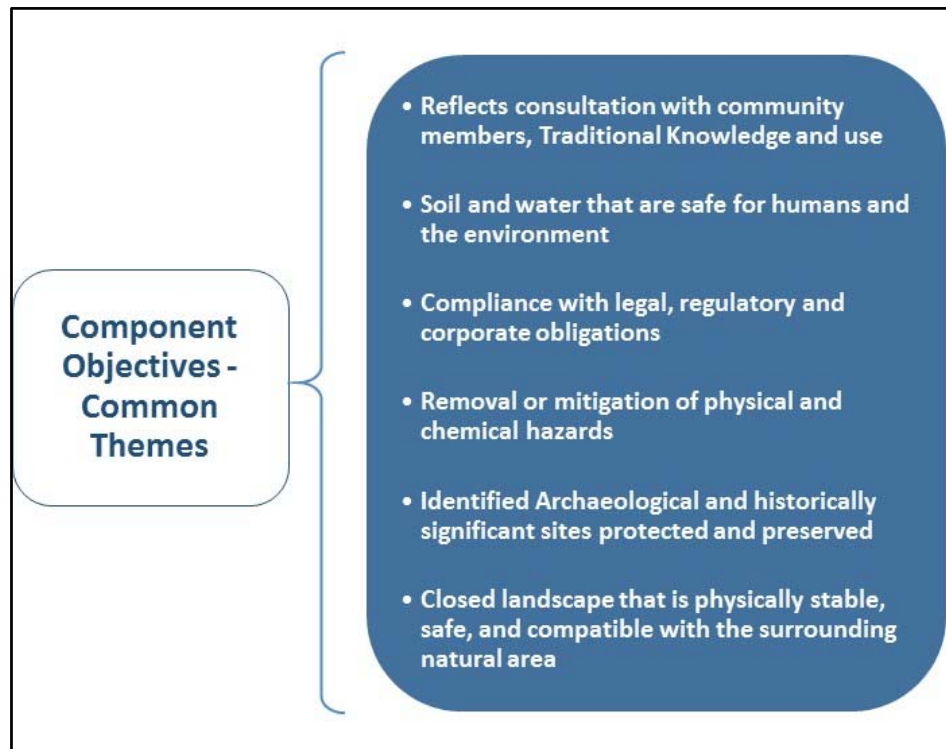 Component
Objectives -
Common
Themes
• Reflects consultation with community
members, Traditional Knowledge and use
• Soil and water that are safe for humans and
the environment
• Compliance with legal, regulatory and
corporate obligations
• Removal or mitigation of physical and
chemical hazards
• Identified Archaeological and historically
significant sites protected and preserved
• Closed landscape that is physically stable,
safe, and compatible with the surrounding
natural area